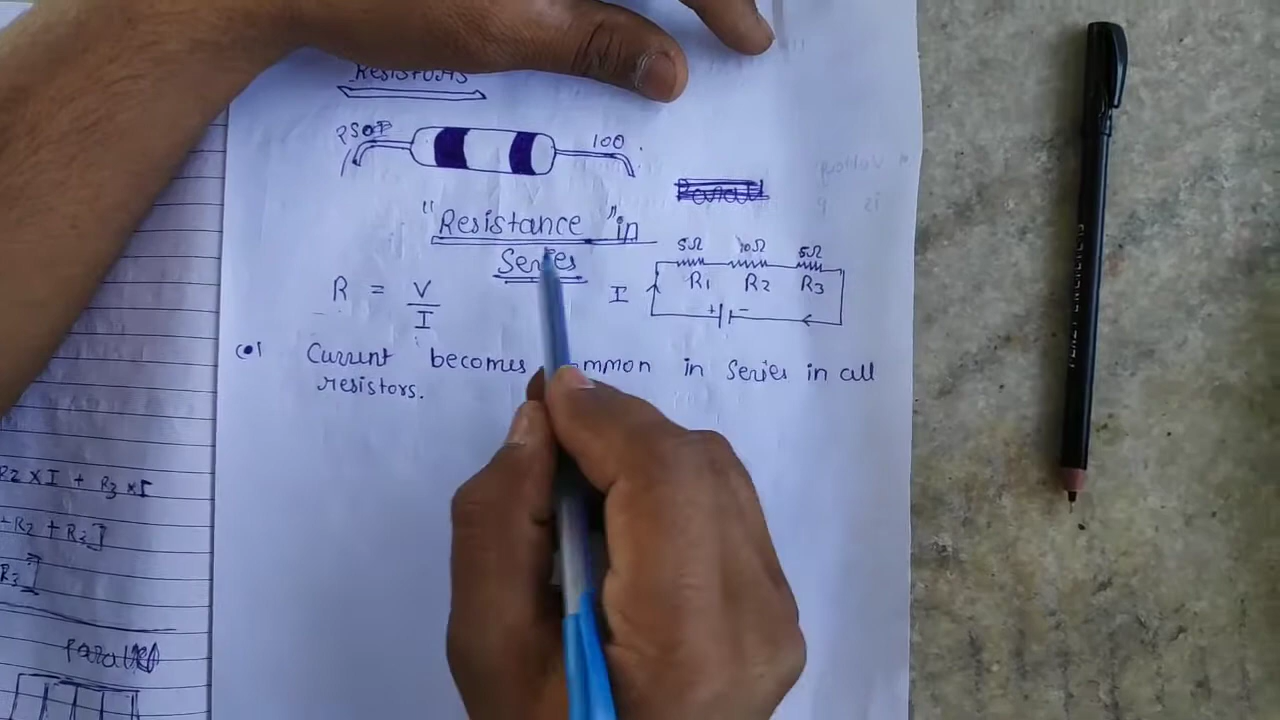 Resistors
100
"Resistance" in
Series
5Ω 10Ω 5Ω
R1 R2 R3
I
+ -
R = V
I
Current becomes in series in all
resistors.
R2 x I + R3 x I
+R2 + R3]
R3]